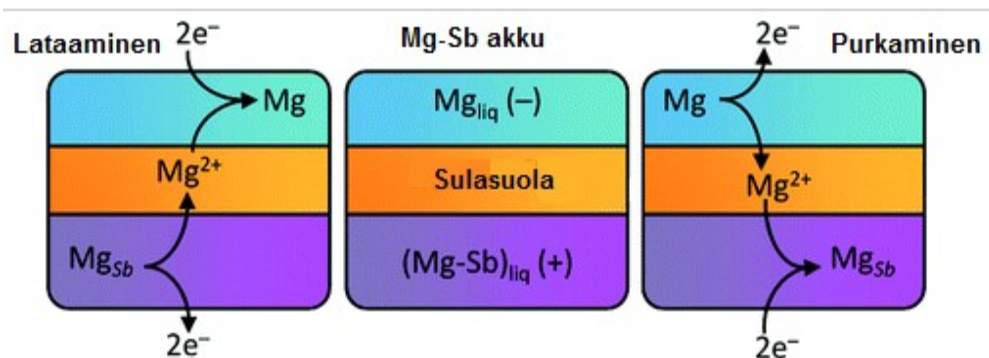 Lataaminen
2e⁻
Mg
Mg²⁺
Mg_Sb
2e⁻
Mg-Sb akku
Mg_liq (–)
Sulasuola
(Mg-Sb)_liq (+)
2e⁻
Purkaminen
Mg
Mg²⁺
Mg_Sb
2e⁻